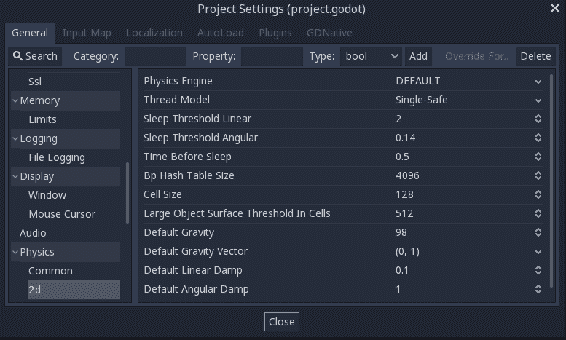 Project Settings (project.godot)
General Input Map Localization AutoLoad Plugins GDNative
Search Category: Property: Type: bool Add Override For... Delete
Ssl
Memory
Limits
Logging
File Logging
Display
Window
Mouse Cursor
Audio
Physics
Common
2d
Physics Engine DEFAULT
Thread Model Single-Safe
Sleep Threshold Linear 2
Sleep Threshold Angular 0.14
Time Before Sleep 0.5
Bp Hash Table Size 4096
Cell Size 128
Large Object Surface Threshold In Cells 512
Default Gravity 98
Default Gravity Vector (0, 1)
Default Linear Damp 0.1
Default Angular Damp 1
Close